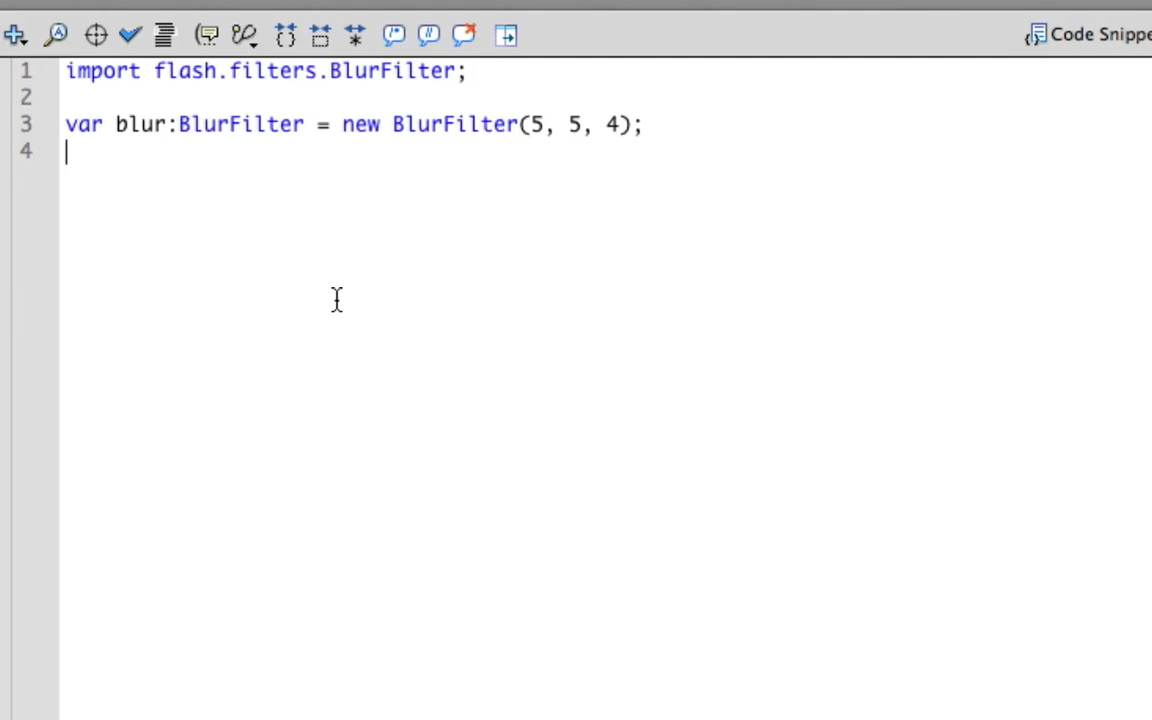 Code Snippe
1 import flash.filters.BlurFilter;
2
3 var blur:BlurFilter = new BlurFilter(5, 5, 4);
4